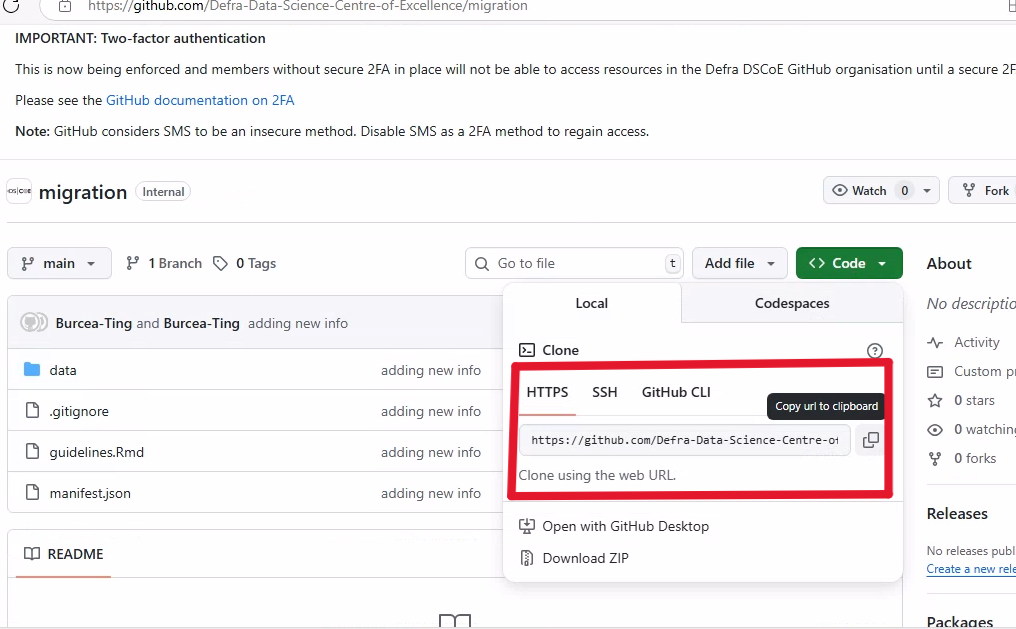 https://github.com/Defra-Data-Science-Centre-of-Excellence/migration
IMPORTANT: Two-factor authentication
This is now being enforced and members without secure 2FA in place will not be able to access resources in the Defra DSCoE GitHub organisation until a secure 2F
Please see the GitHub documentation on 2FA
Note: GitHub considers SMS to be an insecure method. Disable SMS as a 2FA method to regain access.
migration Internal
Watch 0 Fork
main 1 Branch 0 Tags
Go to file t Add file <> Code
About
Local Codespaces
No descriptio
Burcea-Ting and Burcea-Ting adding new info
Clone
Activity
data adding new info
Custom pr
HTTPS SSH GitHub CLI
Copy url to clipboard
.gitignore adding new info
0 stars
https://github.com/Defra-Data-Science-Centre-of
0 watching
guidelines.Rmd adding new info
0 forks
Clone using the web URL.
manifest.json adding new info
Releases
Open with GitHub Desktop
README
No releases publ
Download ZIP
Create a new rele
Packages